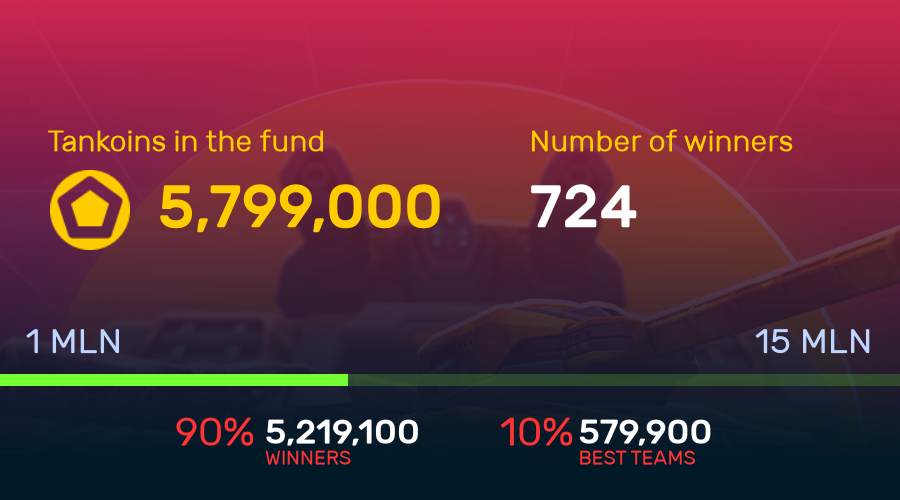 Tankoins in the fund
5,799,000
Number of winners
724
1 MLN
15 MLN
90% 5,219,100
WINNERS
10% 579,900
BEST TEAMS